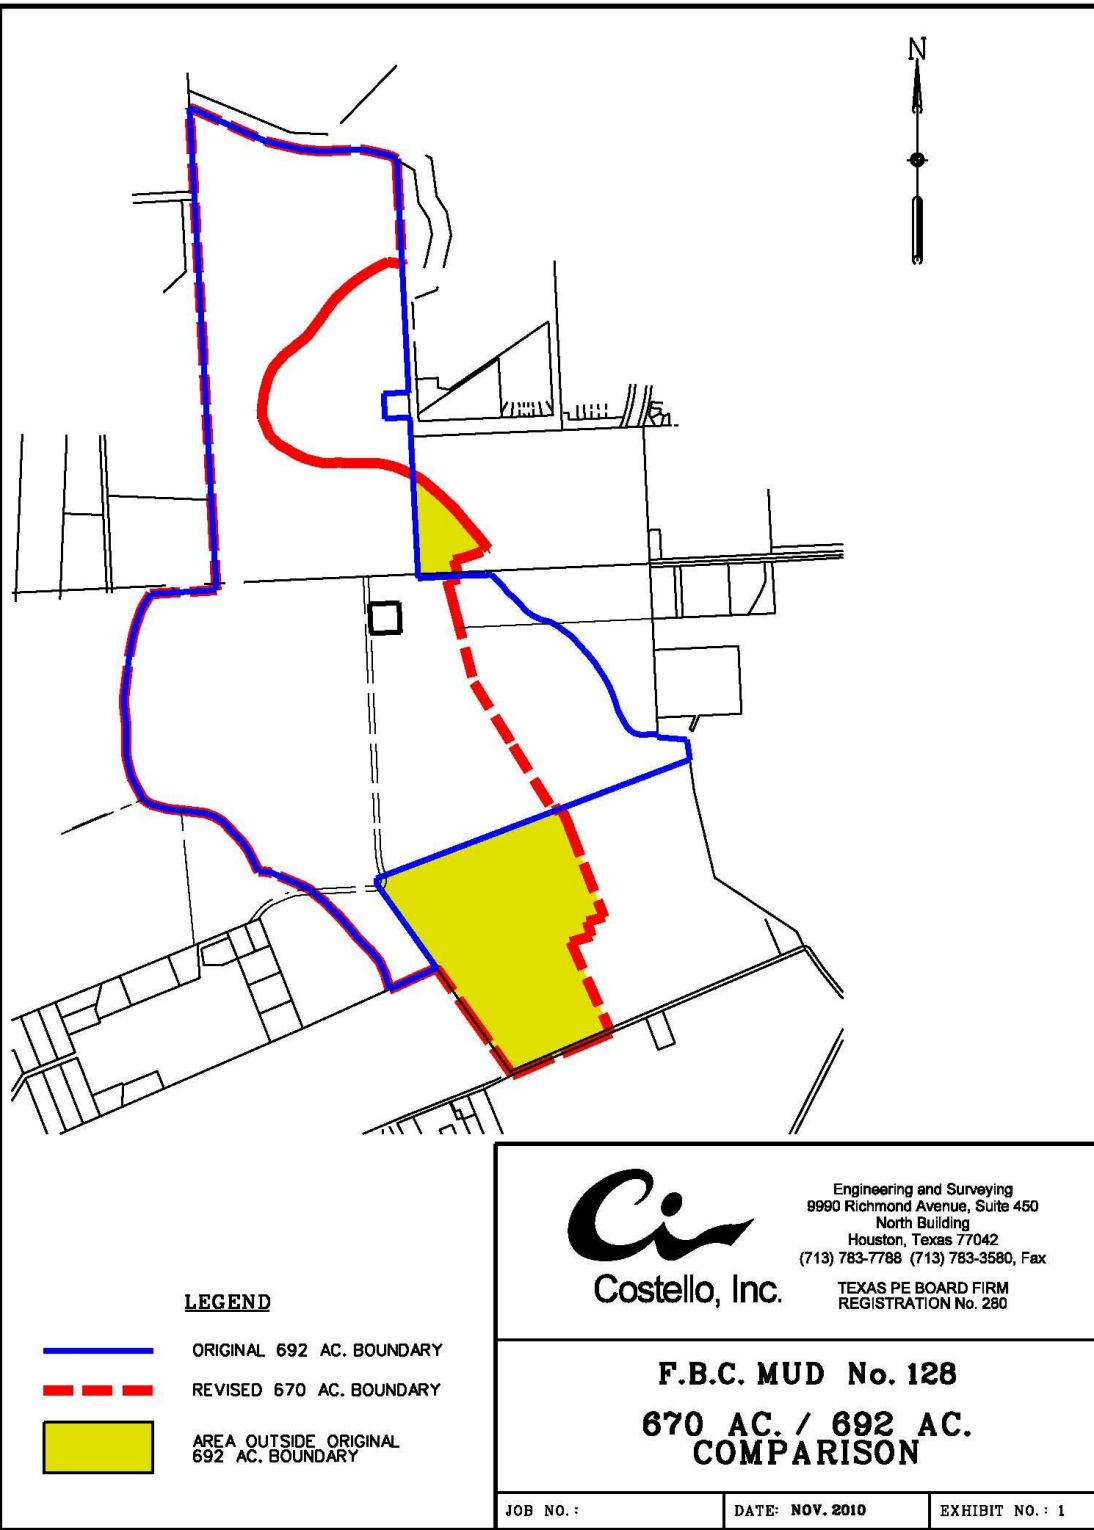 N
Ci
Costello, Inc.
Engineering and Surveying
9990 Richmond Avenue, Suite 450
North Building
Houston, Texas 77042
(713) 783-7788 (713) 783-3580, Fax
TEXAS PE BOARD FIRM
REGISTRATION No. 280
LEGEND
ORIGINAL 692 AC. BOUNDARY
REVISED 670 AC. BOUNDARY
AREA OUTSIDE ORIGINAL
692 AC. BOUNDARY
F.B.C. MUD No. 128
670 AC. / 692 AC.
COMPARISON
JOB NO.:
DATE: NOV. 2010
EXHIBIT NO.: 1